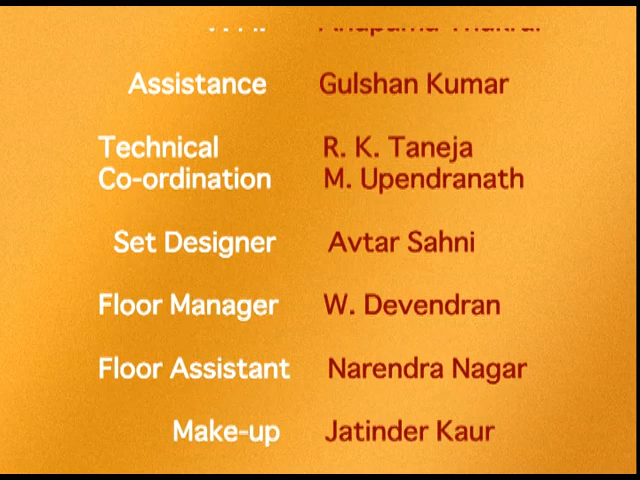 Assistance Gulshan Kumar
Technical R. K. Taneja
Co-ordination M. Upendranath
Set Designer Avtar Sahni
Floor Manager W. Devendran
Floor Assistant Narendra Nagar
Make-up Jatinder Kaur